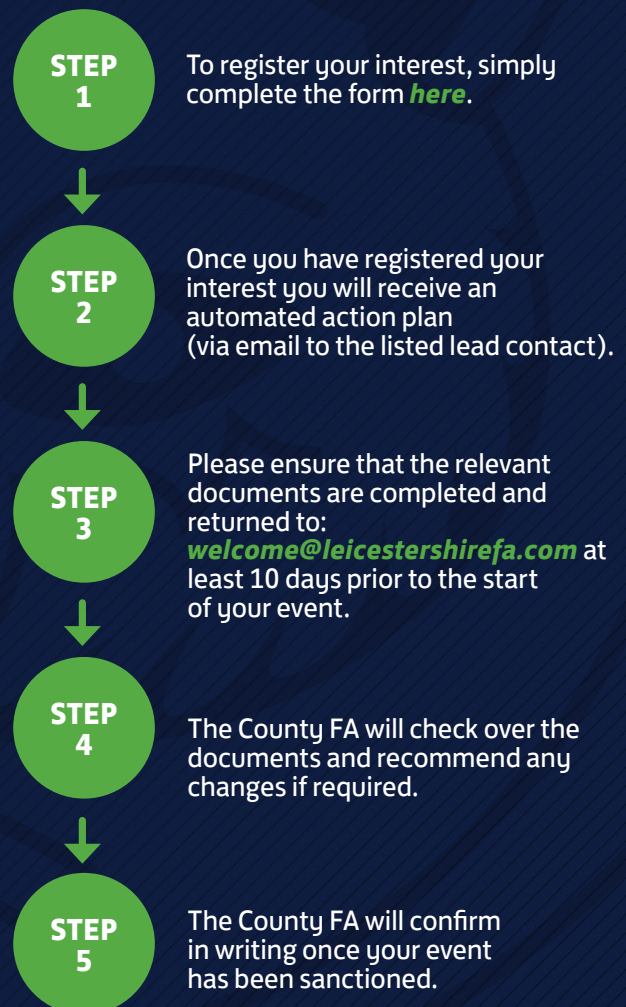 STEP
1
To register your interest, simply
complete the form here.
STEP
2
Once you have registered your
interest you will receive an
automated action plan
(via email to the listed lead contact).
STEP
3
Please ensure that the relevant
documents are completed and
returned to:
welcome@leicestershirefa.com at
least 10 days prior to the start
of your event.
STEP
4
The County FA will check over the
documents and recommend any
changes if required.
STEP
5
The County FA will confirm
in writing once your event
has been sanctioned.